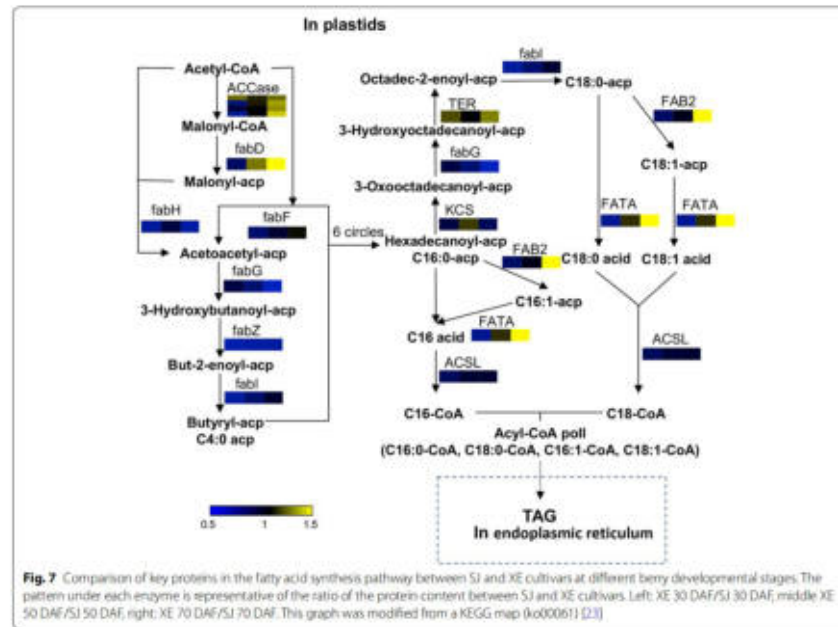 In plastids
Acetyl-CoA
ACCase
Malonyl-CoA
fabD
Malonyl-acp
fabH
fabF
Acetoacetyl-acp
fabG
3-Hydroxybutanoyl-acp
fabZ
But-2-enoyl-acp
fabI
Butyryl-acp
C4:0 acp
6 circles
fabI
Octadec-2-enoyl-acp
C18:0-acp
TER
3-Hydroxyoctadecanoyl-acp
fabG
3-Oxooctadecanoyl-acp
KCS
Hexadecanoyl-acp
C16:0-acp
FAB2
C16:1-acp
FATA
C16 acid
ACSL
C16-CoA
FAB2
C18:1-acp
FATA
FATA
C18:0 acid
C18:1 acid
ACSL
C18-CoA
Acyl-CoA poll
(C16:0-CoA, C18:0-CoA, C16:1-CoA, C18:1-CoA)
TAG
In endoplasmic reticulum
0.5 1 1.5
Fig. 7 Comparison of key proteins in the fatty acid synthesis pathway between SJ and XE cultivars at different berry developmental stages. The
pattern under each enzyme is representative of the ratio of the protein content between SJ and XE cultivars. Left: XE 30 DAF/SJ 30 DAF, middle XE
50 DAF/SJ 50 DAF, right: XE 70 DAF/SJ 70 DAF. This graph was modified from a KEGG map (ko00061) [23]